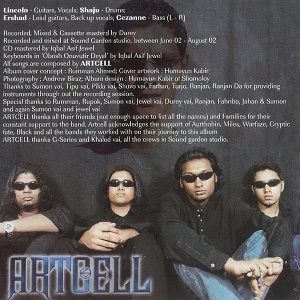 Lincoln - Guitars, Vocals; Shaju - Drums;
Ershad - Lead guitars, Back up vocals; Cezanne - Bass (L - R)
Recorded, Mixed & Cassette mastered by Durey
Recorded and mixed at Sound Garden studio, between June 02 - August 02
CD mastered by Iqbal Asif Jewel
Keyboards in 'Obosh Onuvutir Deyal' by Iqbal Asif Jewel
All songs are composed by ARTCELL
Album cover concept : Rumman Ahmed; Cover artwork : Humayun Kabir
Photography : Andrew Biraz; Album design : Humayun Kabir of Shomoloy
Thanks to Sumon vai, Tipu vai, Piklu vai, Shuvo vai, Farhan, Turjo, Ranjan, Ranjan Da for providing
instruments through out the recording session.
Special thanks to Rumman, Rupok, Sumon vai, Jewel vai, Durey vai, Ranjan, Fahribo, Jahan & Sumon
and again Sumon vai and jewel vai
ARTCELL thanks all their friends (not enough space to list all the names) and Families for their
constant support to the band. Artcell acknowledges the support of Aurthohin, Miles, Warfaze, Cryptic
fate, Black and all the bands they worked with on their journey to this album
ARTCELL thanks G-Series and Khaled vai, all the crews in Sound garden studio.
ARTCELL